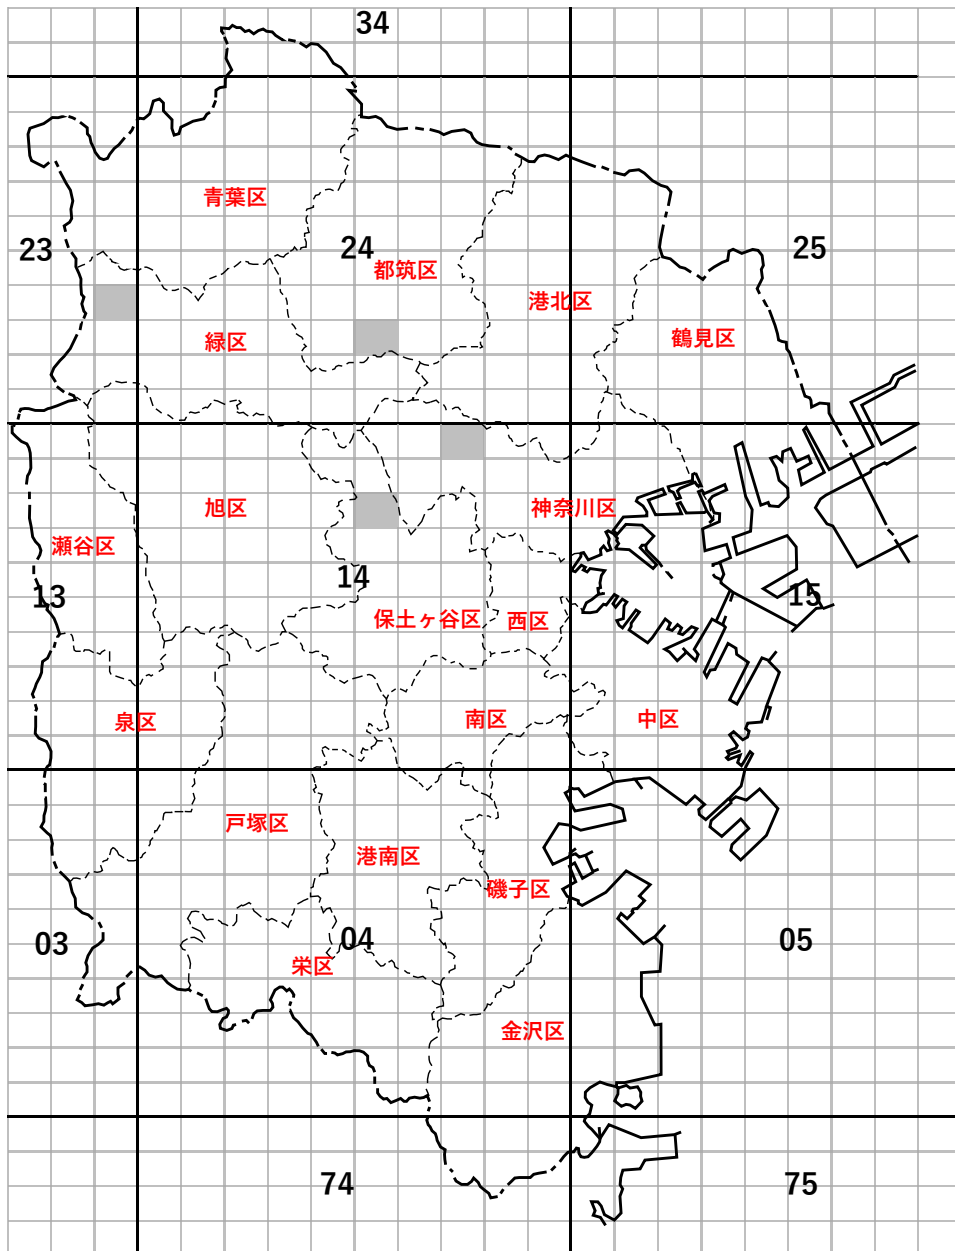 34
青葉区
23
24
25
都筑区
港北区
緑区
鶴見区
旭区
神奈川区
瀬谷区
14
13
15
保土ヶ谷区
西区
泉区
南区
中区
戸塚区
港南区
磯子区
03
04
05
栄区
金沢区
74
75